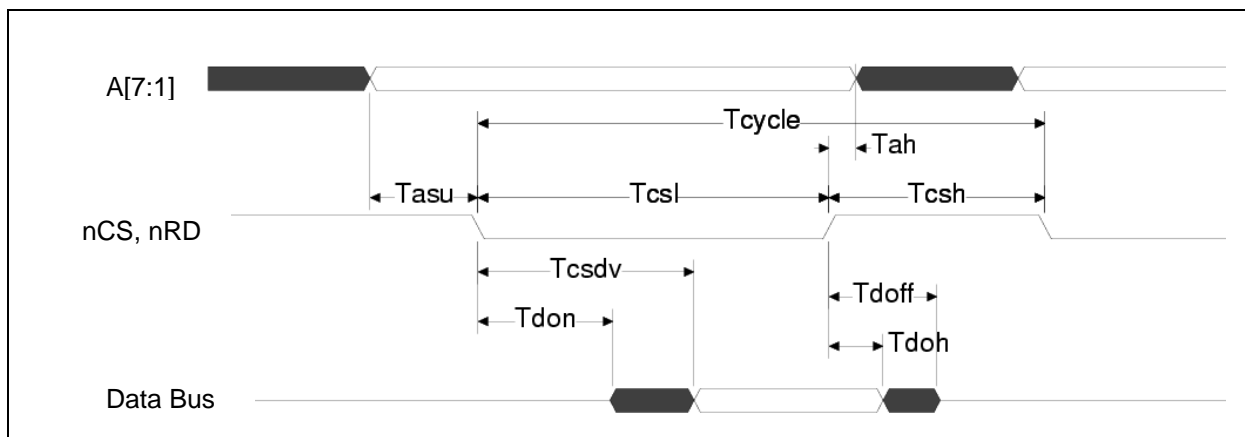 A[7:1]
Tcycle
Tah
Tasu
Tcsl
Tcsh
nCS, nRD
Tcsdv
Tdoff
Tdon
Tdoh
Data Bus